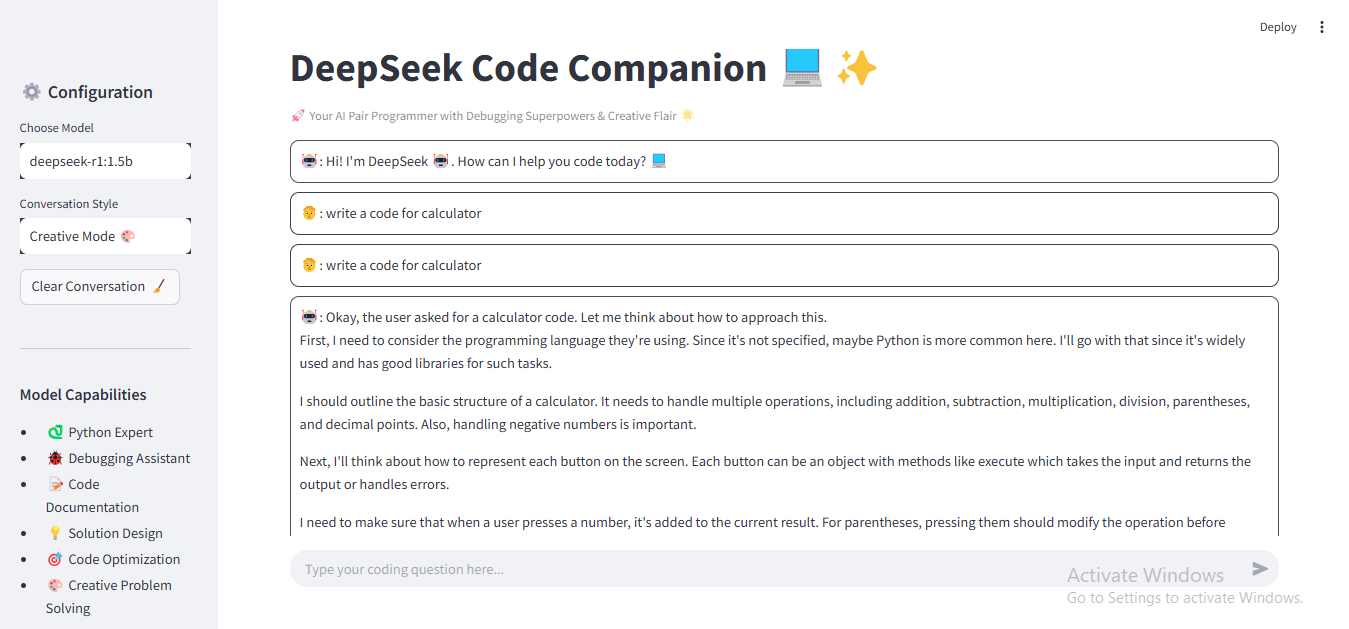 Deploy
Configuration
Choose Model
deepseek-r1:1.5b
Conversation Style
Creative Mode 🎨
Clear Conversation 🧹
Model Capabilities
• 🐍 Python Expert
• 🐞 Debugging Assistant
• 📝 Code
Documentation
• 💡 Solution Design
• 🎯 Code Optimization
• 🎨 Creative Problem
Solving
DeepSeek Code Companion 💻 ✨
🚀 Your AI Pair Programmer with Debugging Superpowers & Creative Flair 🌟
🤖: Hi! I'm DeepSeek 🤖. How can I help you code today? 💻
🧑: write a code for calculator
🧑: write a code for calculator
🤖: Okay, the user asked for a calculator code. Let me think about how to approach this.
First, I need to consider the programming language they're using. Since it's not specified, maybe Python is more common here. I'll go with that since it's widely
used and has good libraries for such tasks.
I should outline the basic structure of a calculator. It needs to handle multiple operations, including addition, subtraction, multiplication, division, parentheses,
and decimal points. Also, handling negative numbers is important.
Next, I'll think about how to represent each button on the screen. Each button can be an object with methods like execute which takes the input and returns the
output or handles errors.
I need to make sure that when a user presses a number, it's added to the current result. For parentheses, pressing them should modify the operation before
Type your coding question here...
Activate Windows
Go to Settings to activate Windows.